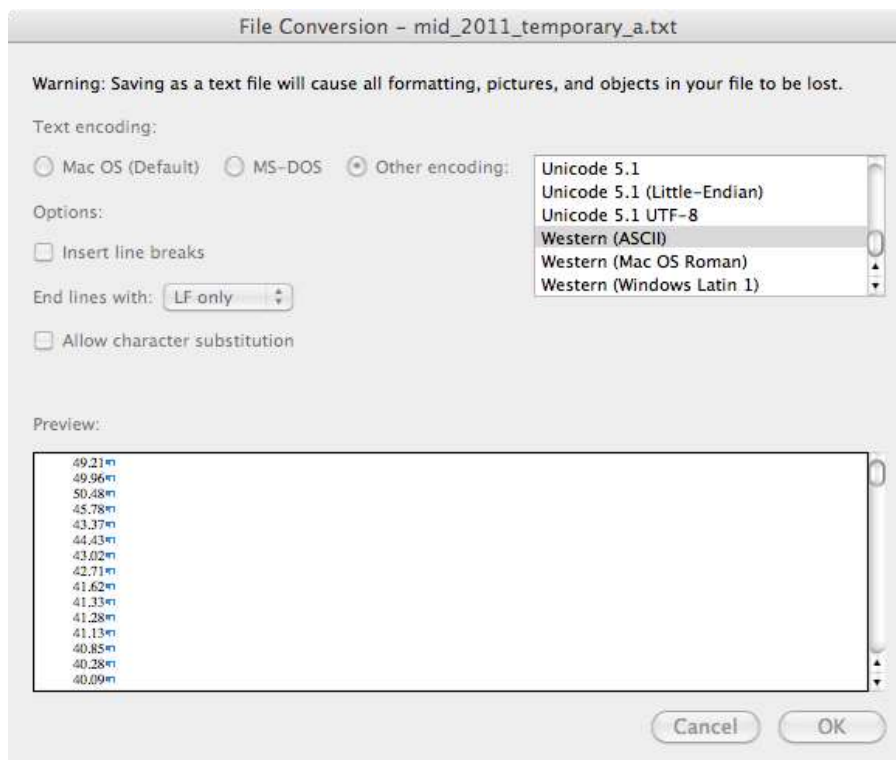 File Conversion – mid_2011_temporary_a.txt
Warning: Saving as a text file will cause all formatting, pictures, and objects in your file to be lost.
Text encoding:
Mac OS (Default) MS-DOS Other encoding:
Unicode 5.1
Unicode 5.1 (Little-Endian)
Unicode 5.1 UTF-8
Western (ASCII)
Western (Mac OS Roman)
Western (Windows Latin 1)
Options:
Insert line breaks
End lines with: LF only
Allow character substitution
Preview:
49.21
49.96
50.48
45.78
43.37
44.43
43.02
42.71
41.62
41.33
41.28
41.13
40.85
40.28
40.09
Cancel OK